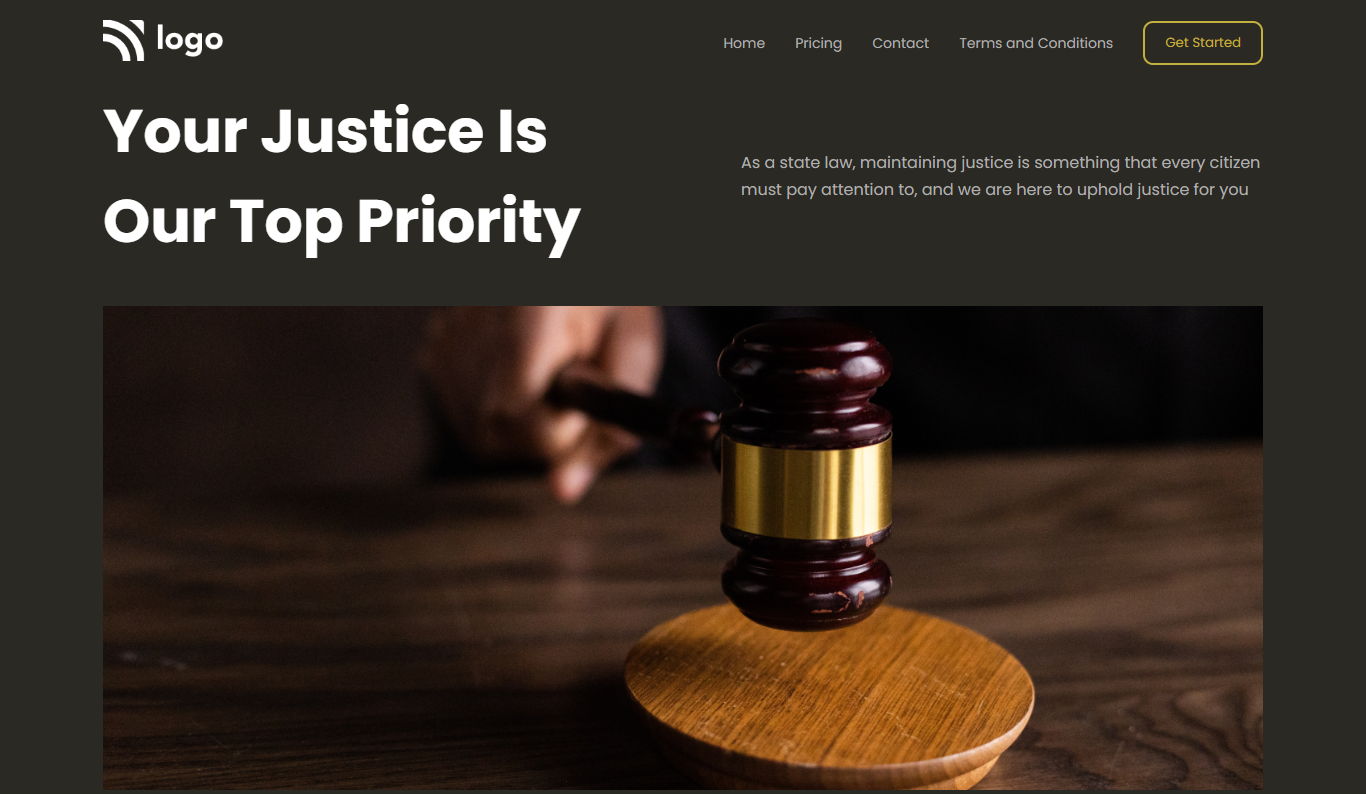 logo
Home Pricing Contact Terms and Conditions Get Started
Your Justice Is
Our Top Priority
As a state law, maintaining justice is something that every citizen
must pay attention to, and we are here to uphold justice for you